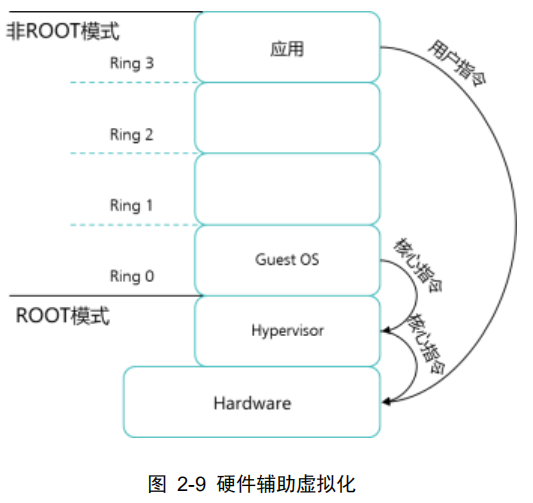 非ROOT模式
应用
用户指令
Ring 3
Ring 2
Ring 1
Guest OS
核心指令
Ring 0
ROOT模式
Hypervisor
核心指令
Hardware
图 2-9 硬件辅助虚拟化